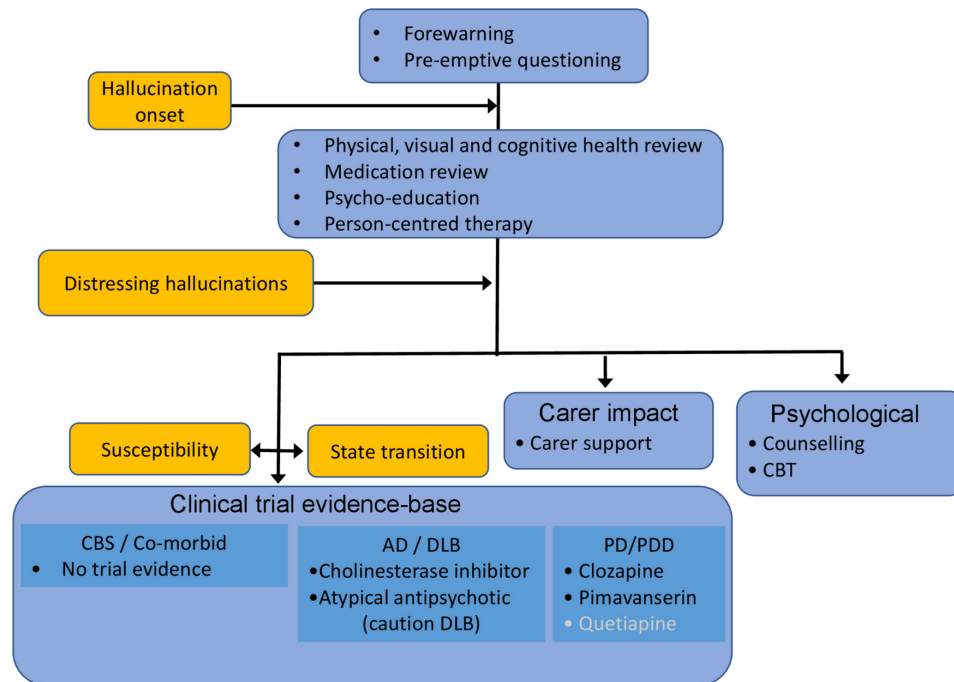 • Forewarning
• Pre-emptive questioning
Hallucination
onset
• Physical, visual and cognitive health review
• Medication review
• Psycho-education
• Person-centred therapy
Distressing hallucinations
Carer impact
• Carer support
Psychological
• Counselling
• CBT
Susceptibility
State transition
Clinical trial evidence-base
CBS / Co-morbid
• No trial evidence
AD / DLB
•Cholinesterase inhibitor
•Atypical antipsychotic
(caution DLB)
PD/PDD
• Clozapine
• Pimavanserin
• Quetiapine